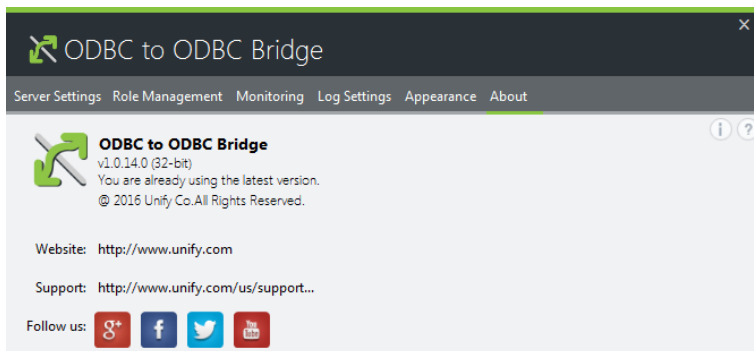 ODBC to ODBC Bridge
Server Settings Role Management Monitoring Log Settings Appearance About
ODBC to ODBC Bridge
v1.0.14.0 (32-bit)
You are already using the latest version.
@ 2016 Unify Co.All Rights Reserved.
Website: http://www.unify.com
Support: http://www.unify.com/us/support...
Follow us: g+ f You Tube